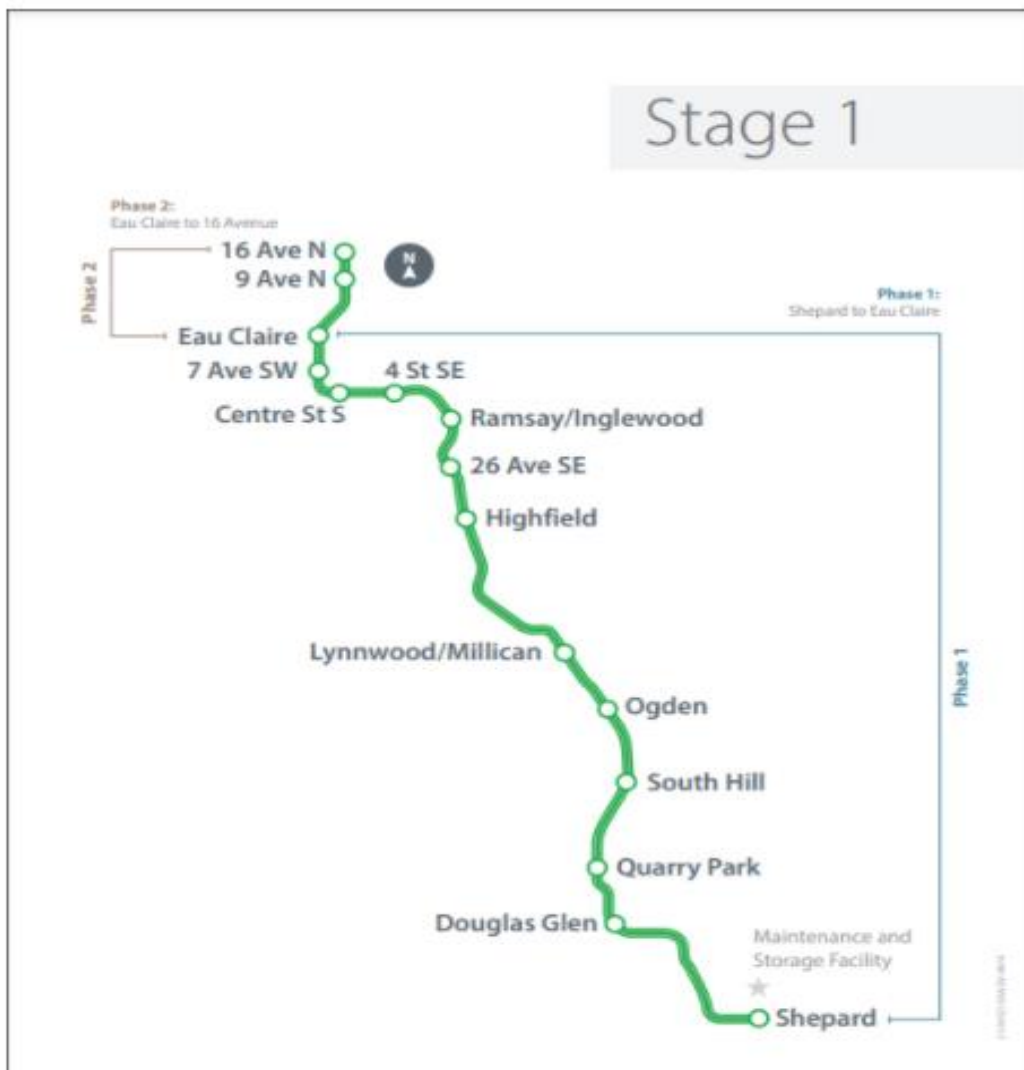 Stage 1
Phase 2:
Eau Claire to 16 Avenue
16 Ave N
N
9 Ave N
Phase 2
Phase 1:
Shepard to Eau Claire
Eau Claire
7 Ave SW
4 St SE
Centre St S
Ramsay/Inglewood
26 Ave SE
Highfield
Lynnwood/Millican
Phase 1
Ogden
South Hill
Quarry Park
Douglas Glen
Maintenance and
Storage Facility
Shepard